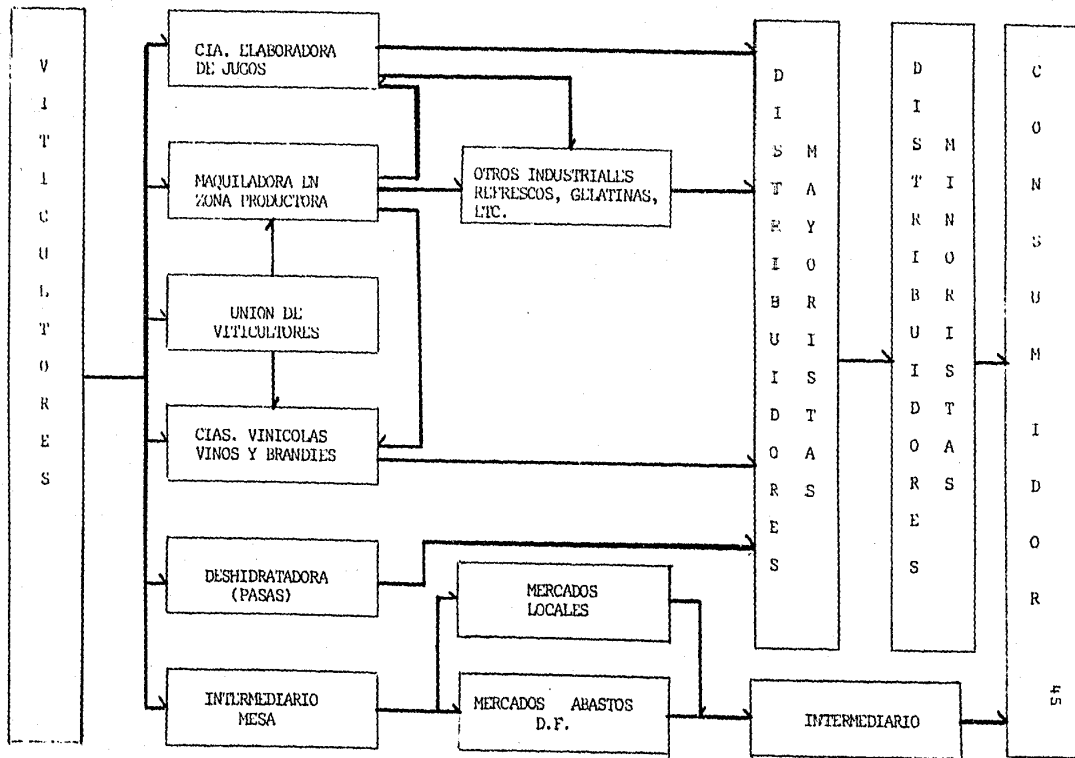 VITICULTORES
CIA. ELABORADORA
DE JUGOS
MAQUILADORA EN
ZONA PRODUCTORA
UNION DE
VITICULTORES
CIAS. VINICOLAS
VINOS Y BRANDIES
DESHIDRATADORA
(PASAS)
INTERMEDIARIO
MESA
OTROS INDUSTRIALES
REFRESCOS, GELATINAS,
ETC.
MERCADOS
LOCALES
MERCADOS ABASTOS
D.F.
DISTRIBUIDORES
MAYORISTAS
DISTRIBUIDORES
MINORISTAS
INTERMEDIARIO
CONSUMIDOR
45